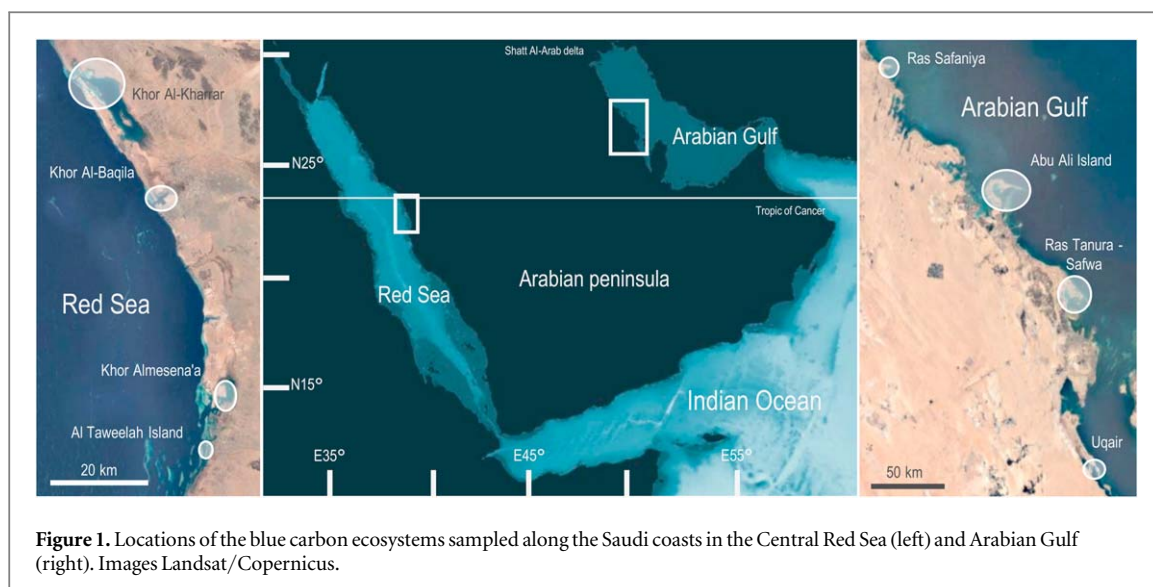 Khor Al-Kharrar
Khor Al-Baqila
Red Sea
Khor Almesena'a
Al Taweelah Island
20 km
Shatt Al-Arab delta
Arabian Gulf
N25°
Tropic of Cancer
Arabian peninsula
Red Sea
N15°
Indian Ocean
E35°
E45°
E55°
Ras Safaniya
Arabian Gulf
Abu Ali Island
Ras Tanura -
Safwa
Uqair
50 km
Figure 1. Locations of the blue carbon ecosystems sampled along the Saudi coasts in the Central Red Sea (left) and Arabian Gulf
(right). Images Landsat/Copernicus.